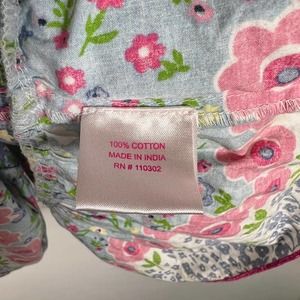 100% COTTON
MADE IN INDIA
RN # 110302